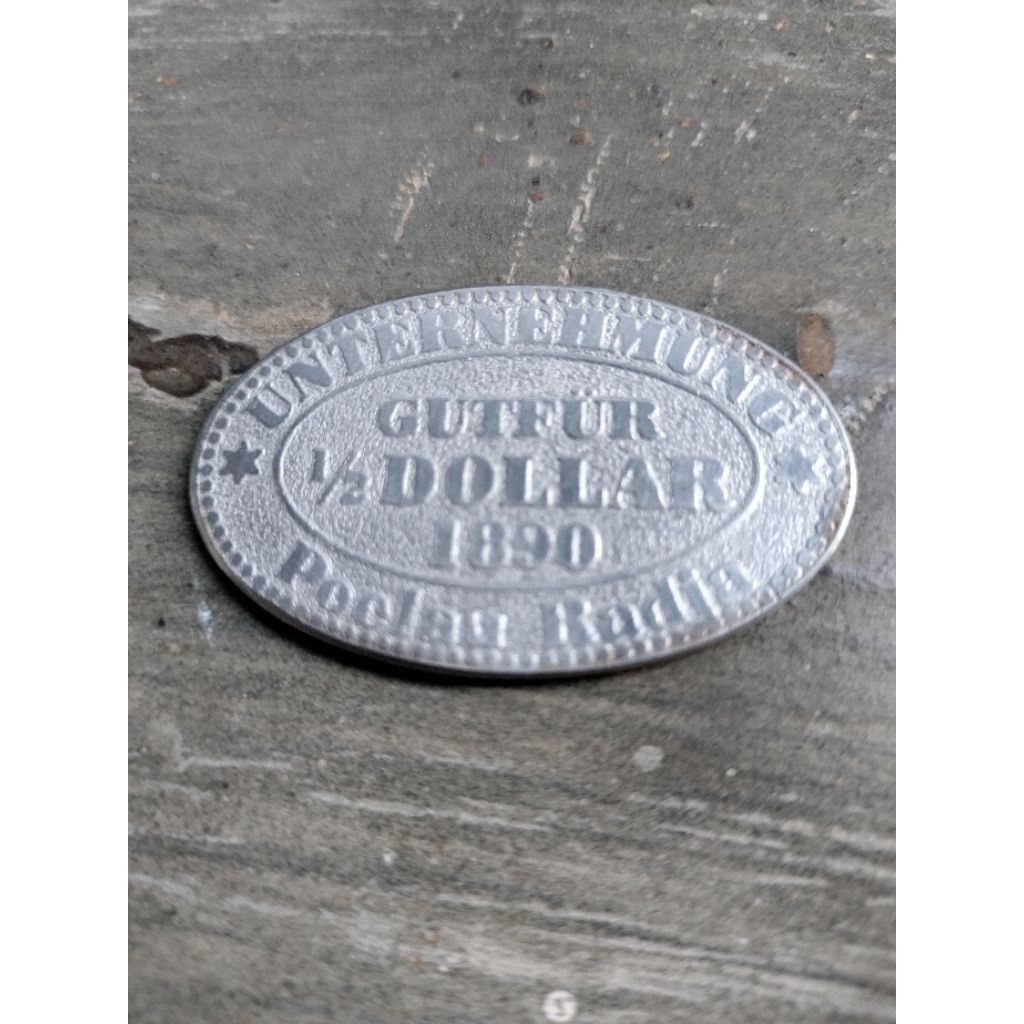 UNTERNEHMUNG
GUTFÜR
½ DOLLAR
1890
Poelau Radja